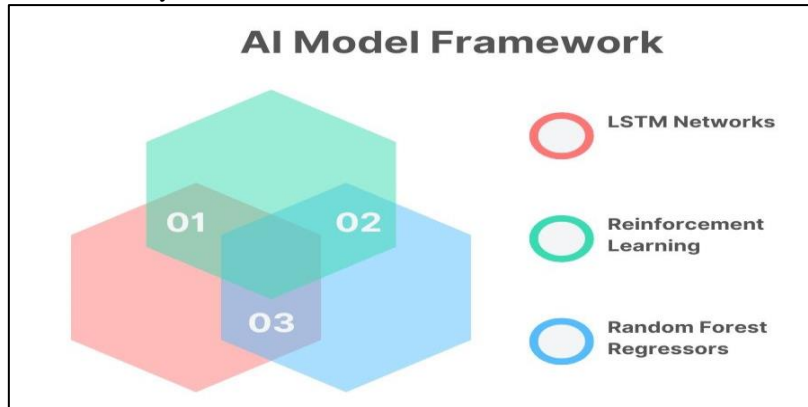 AI Model Framework
01
02
03
LSTM Networks
Reinforcement
Learning
Random Forest
Regressors